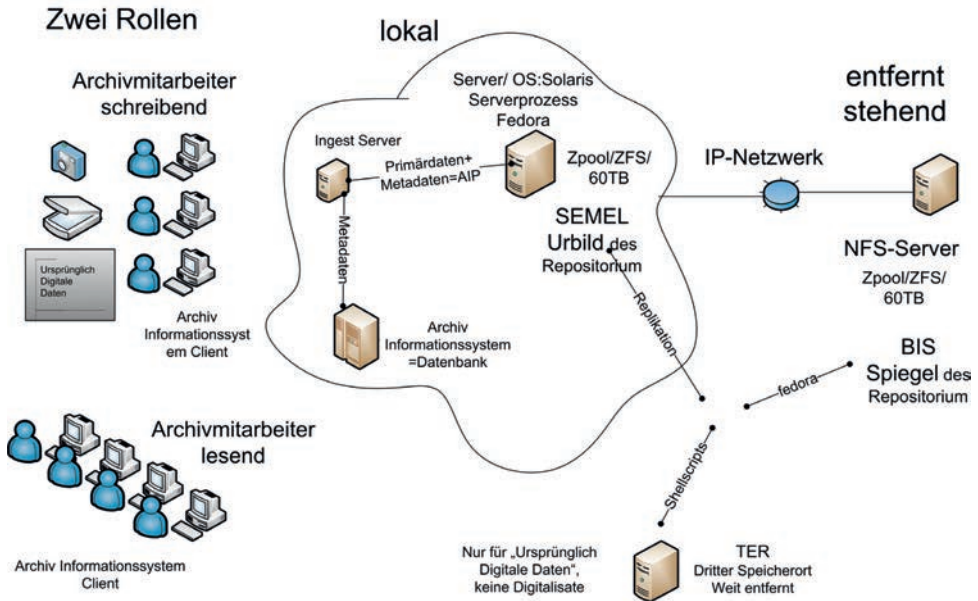 Zwei Rollen
Archivmitarbeiter
schreibend
Ursprünglich
Digitale
Daten
Archiv
Informationssyst
em Client
Archivmitarbeiter
lesend
Archiv Informationssystem
Client
lokal
Server/ OS:Solaris
Serverprozess
Fedora
Ingest Server
Primärdaten+
Metadaten=AIP
Zpool/ZFS/
60TB
Metadaten
SEMEL
Urbild des
Repositorium
Archiv
Informationssystem
=Datenbank
Replikation
entfernt
stehend
IP-Netzwerk
NFS-Server
Zpool/ZFS/
60TB
BIS
Spiegel des
Repositorium
fedora
Shellscripts
Nur für „Ursprünglich
Digitale Daten“,
keine Digitalisate
TER
Dritter Speicherort
Weit entfernt